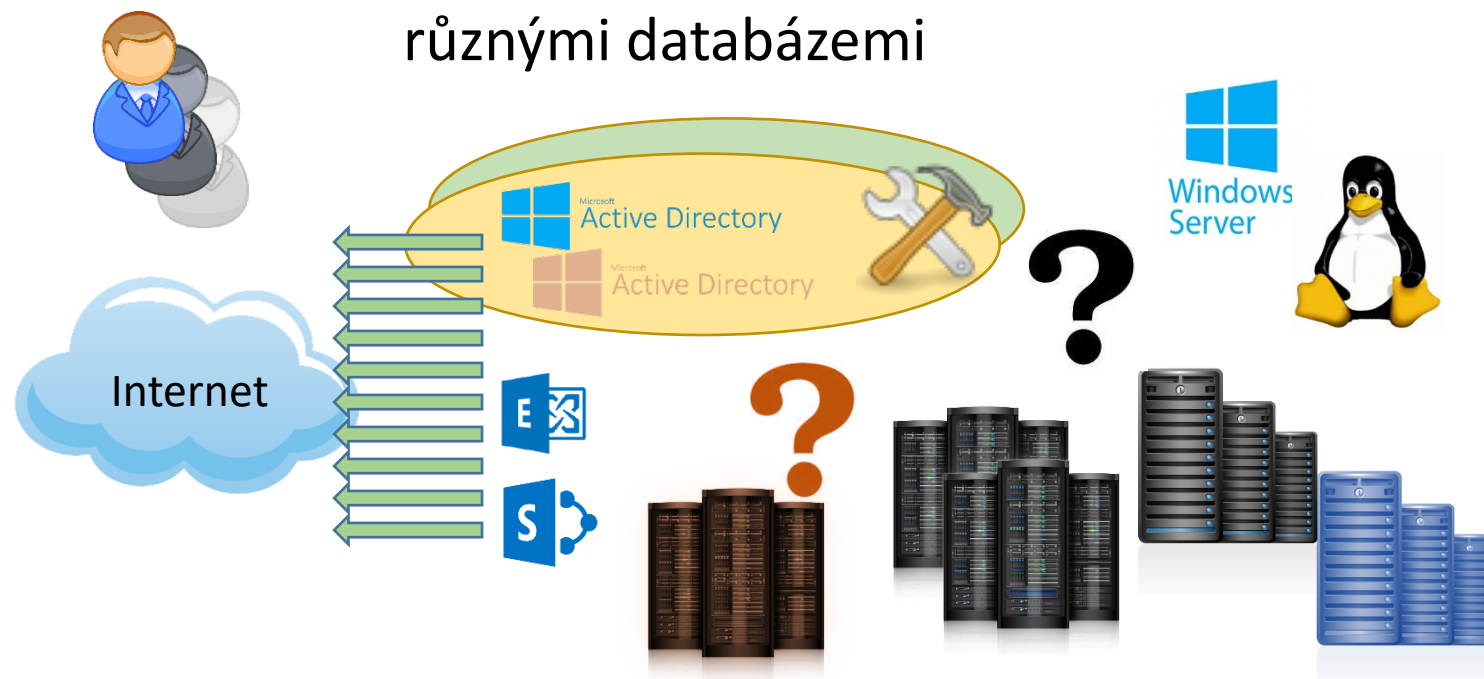 různými databázemi
Microsoft
Active Directory
Microsoft
Active Directory
Windows
Server
Internet
E
S